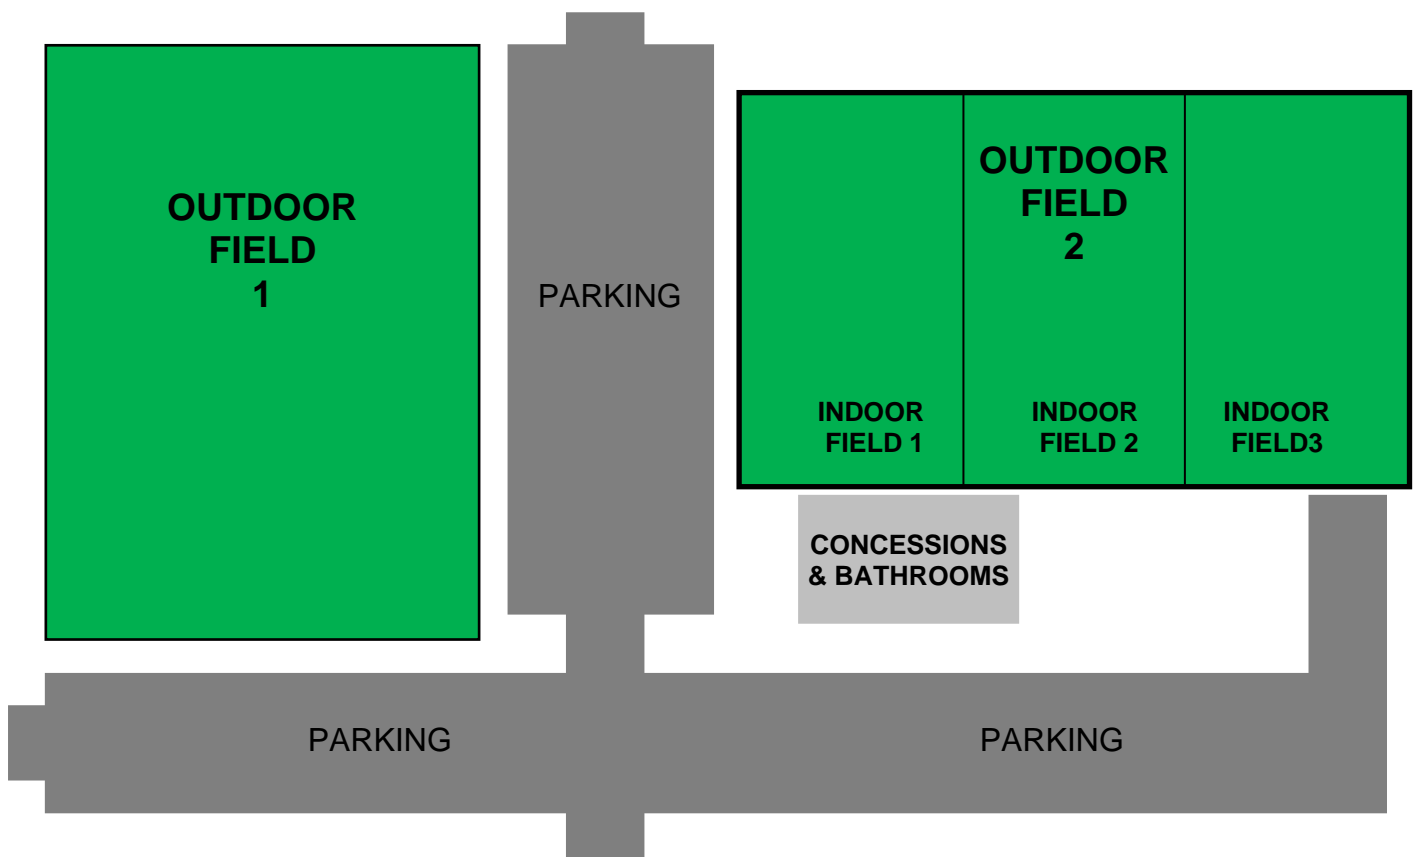 OUTDOOR
FIELD
1
PARKING
OUTDOOR
FIELD
2
INDOOR
FIELD 1
INDOOR
FIELD 2
INDOOR
FIELD3
CONCESSIONS
& BATHROOMS
PARKING
PARKING